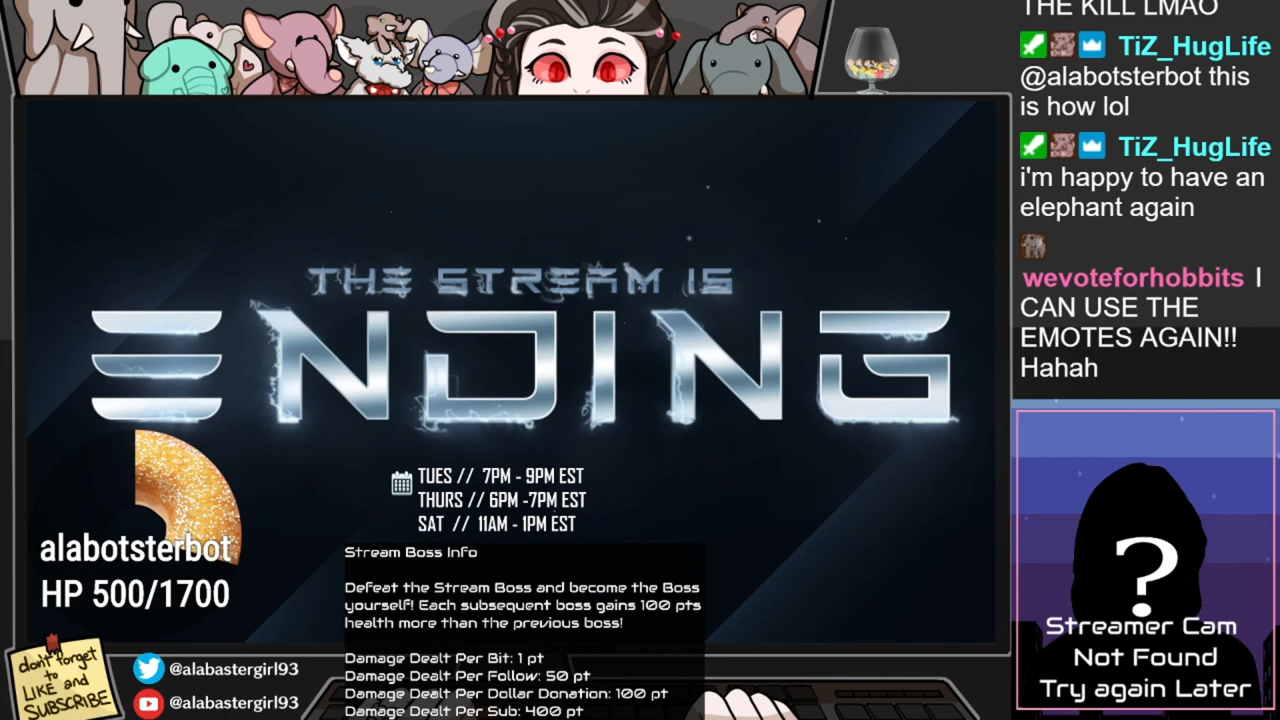 THE KILL LMAO
TiZ_HugLife
@alabotsterbot this
is how lol
TiZ_HugLife
i'm happy to have an
elephant again
wevoteforhobbits I
CAN USE THE
EMOTES AGAIN!!
Hahah
THE STREAM IS
ENDING
TUES // 7PM - 9PM EST
THURS // 6PM -7PM EST
SAT // 11AM - 1PM EST
alabotsterbot
HP 500/1700
Stream Boss Info
Defeat the Stream Boss and become the Boss
yourself! Each subsequent boss gains 100 pts
health more than the previous boss!
Damage Dealt Per Bit: 1 pt
Damage Dealt Per Follow: 50 pt
Damage Dealt Per Dollar Donation: 100 pt
Damage Dealt Per Sub: 400 pt
don't forget
to
LIKE and
SUBSCRIBE
@alabastergirl93
@alabastergirl93
?
Streamer Cam
Not Found
Try again Later